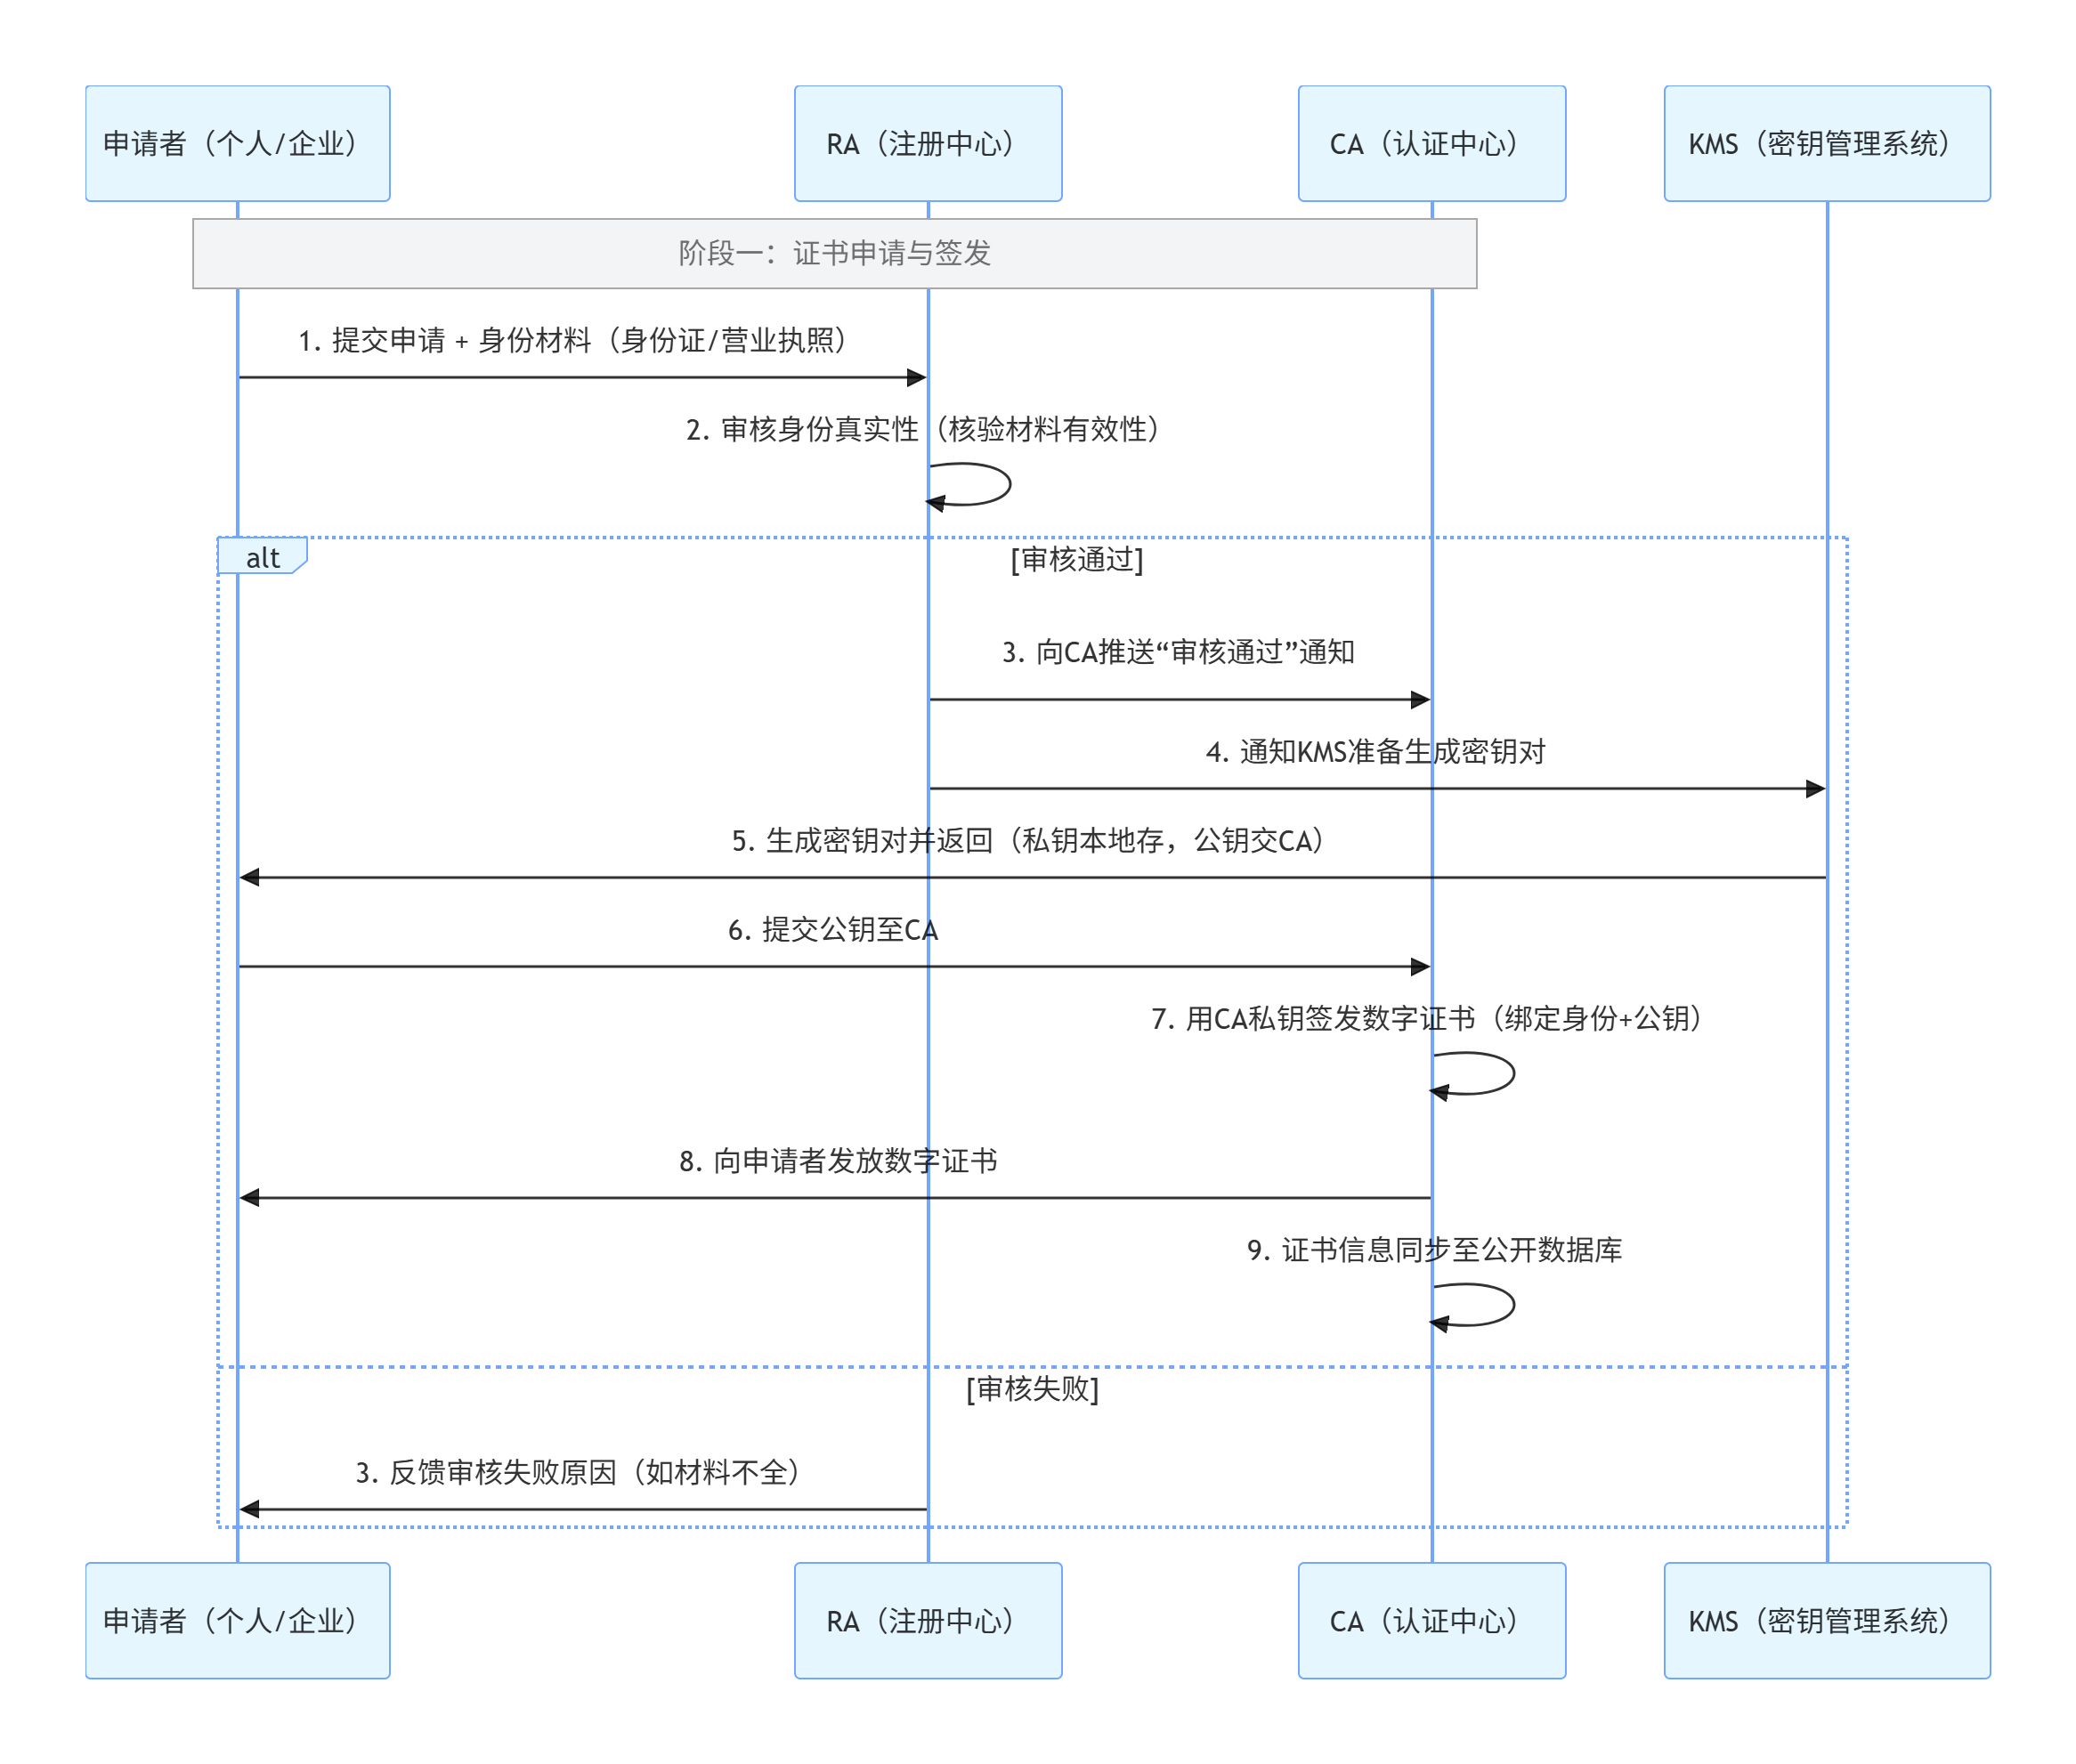 申请者（个人/企业）
RA（注册中心）
CA（认证中心）
KMS（密钥管理系统）
阶段一：证书申请与签发
1. 提交申请 + 身份材料（身份证/营业执照）
2. 审核身份真实性（核验材料有效性）
alt
[审核通过]
3. 向CA推送“审核通过”通知
4. 通知KMS准备生成密钥对
5. 生成密钥对并返回（私钥本地存，公钥交CA）
6. 提交公钥至CA
7. 用CA私钥签发数字证书（绑定身份+公钥）
8. 向申请者发放数字证书
9. 证书信息同步至公开数据库
[审核失败]
3. 反馈审核失败原因（如材料不全）
申请者（个人/企业）
RA（注册中心）
CA（认证中心）
KMS（密钥管理系统）